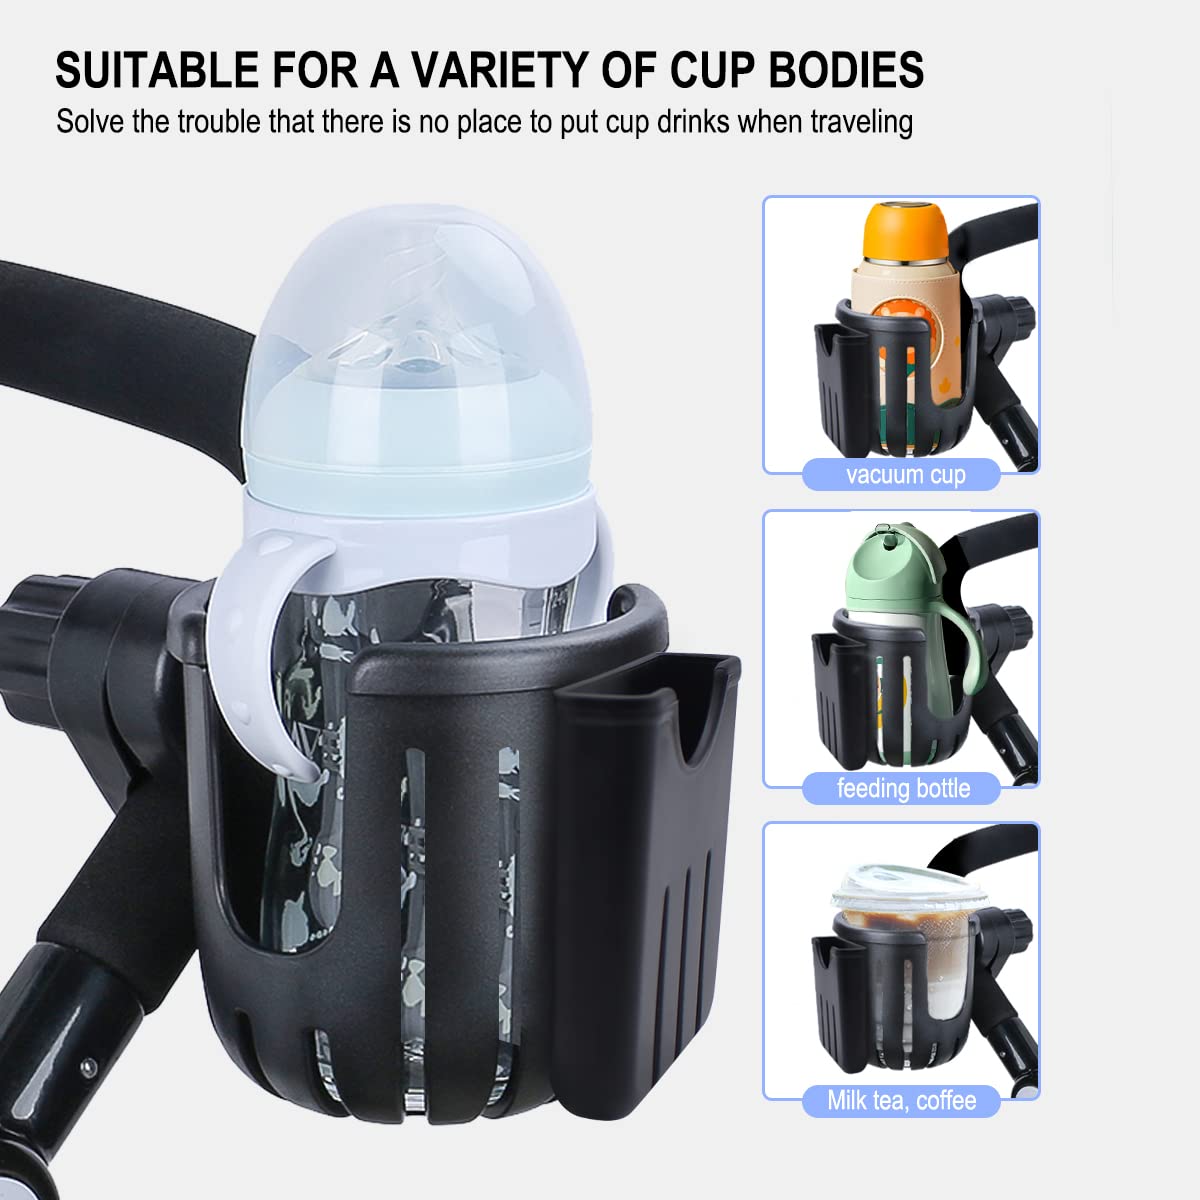 SUITABLE FOR A VARIETY OF CUP BODIES
Solve the trouble that there is no place to put cup drinks when traveling
vacuum cup
feeding bottle
Milk tea, coffee